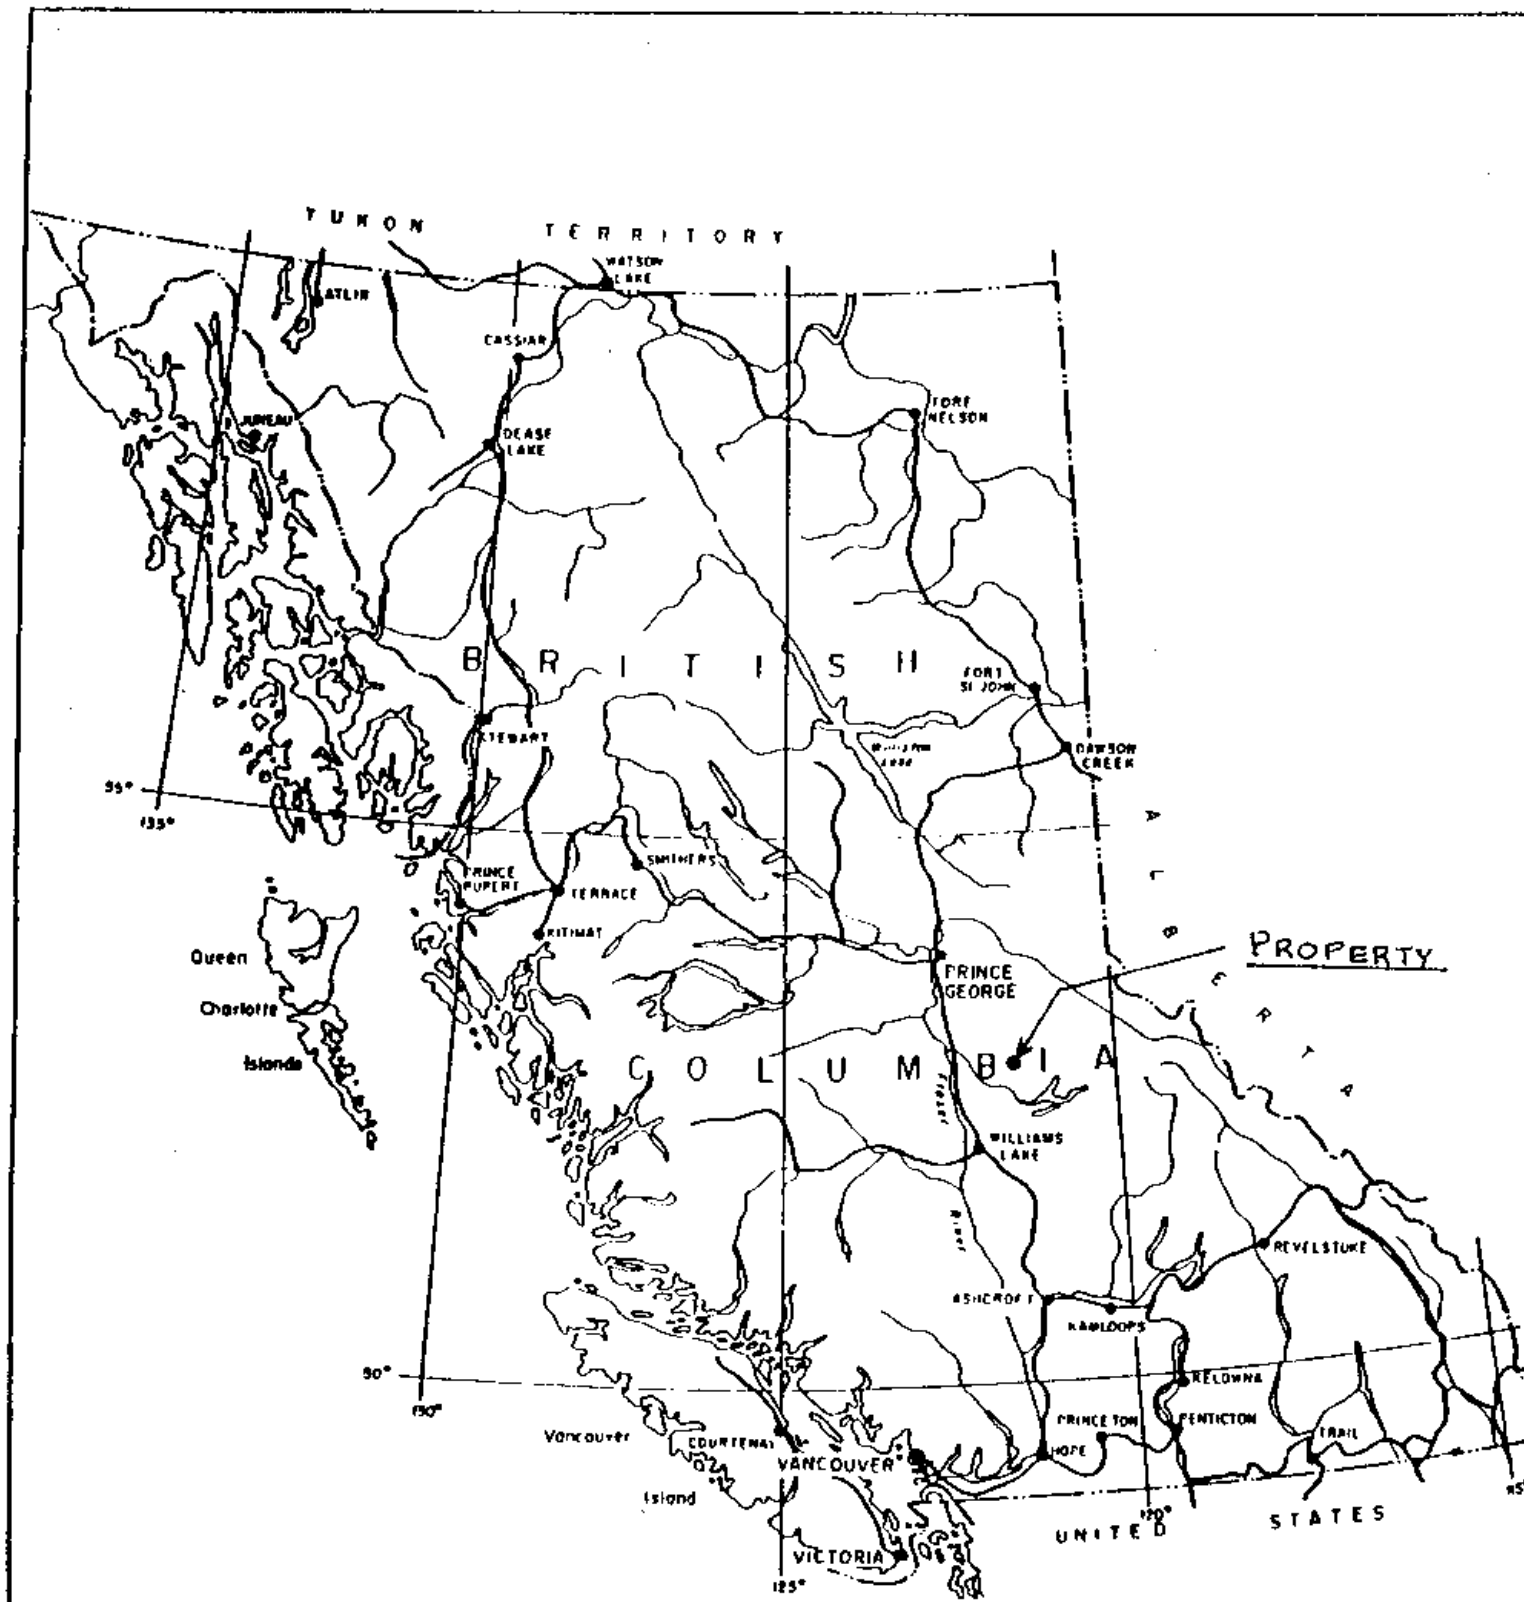 YUKON TERRITORY
WATSON
LAKE
ATLIN
CASSIAR
FORT
NELSON
JUNEAU
DEASE
LAKE
BRITISH
FORT
ST JOHN
STEWART
DAWSON
CREEK
55°
135°
ALBERTA
SMITHERS
PRINCE
RUPERT
TERRACE
KITIMAT
PROPERTY
Queen
Charlotte
Islands
PRINCE
GEORGE
COLUMBIA
Fraser
River
WILLIAMS
LAKE
REVELSTOKE
ASHCROFT
KAMLOOPS
50°
130°
KELOWNA
PRINCETON
PENTICTON
TRAIL
HOPE
Vancouver
Island
COURTENAY
VANCOUVER
VICTORIA
125°
120°
UNITED STATES